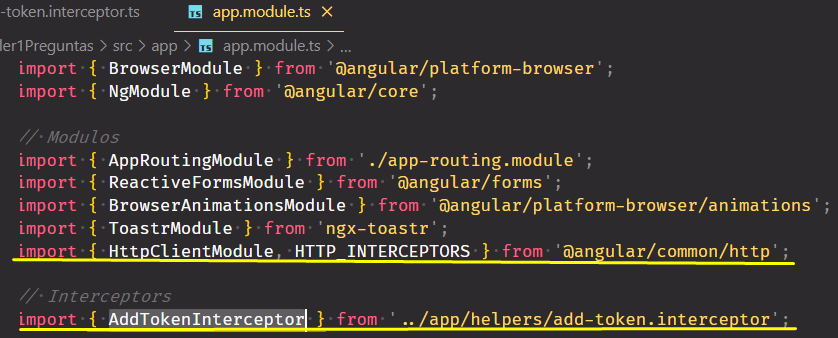 -token.interceptor.ts
TS app.module.ts ×
ler1Preguntas > src > app > TS app.module.ts > ...
import { BrowserModule } from '@angular/platform-browser';
import { NgModule } from '@angular/core';
// Modulos
import { AppRoutingModule } from './app-routing.module';
import { ReactiveFormsModule } from '@angular/forms';
import { BrowserAnimationsModule } from '@angular/platform-browser/animations';
import { ToastrModule } from 'ngx-toastr';
import { HttpClientModule, HTTP_INTERCEPTORS } from '@angular/common/http';
// Interceptors
import { AddTokenInterceptor } from '../app/helpers/add-token.interceptor';